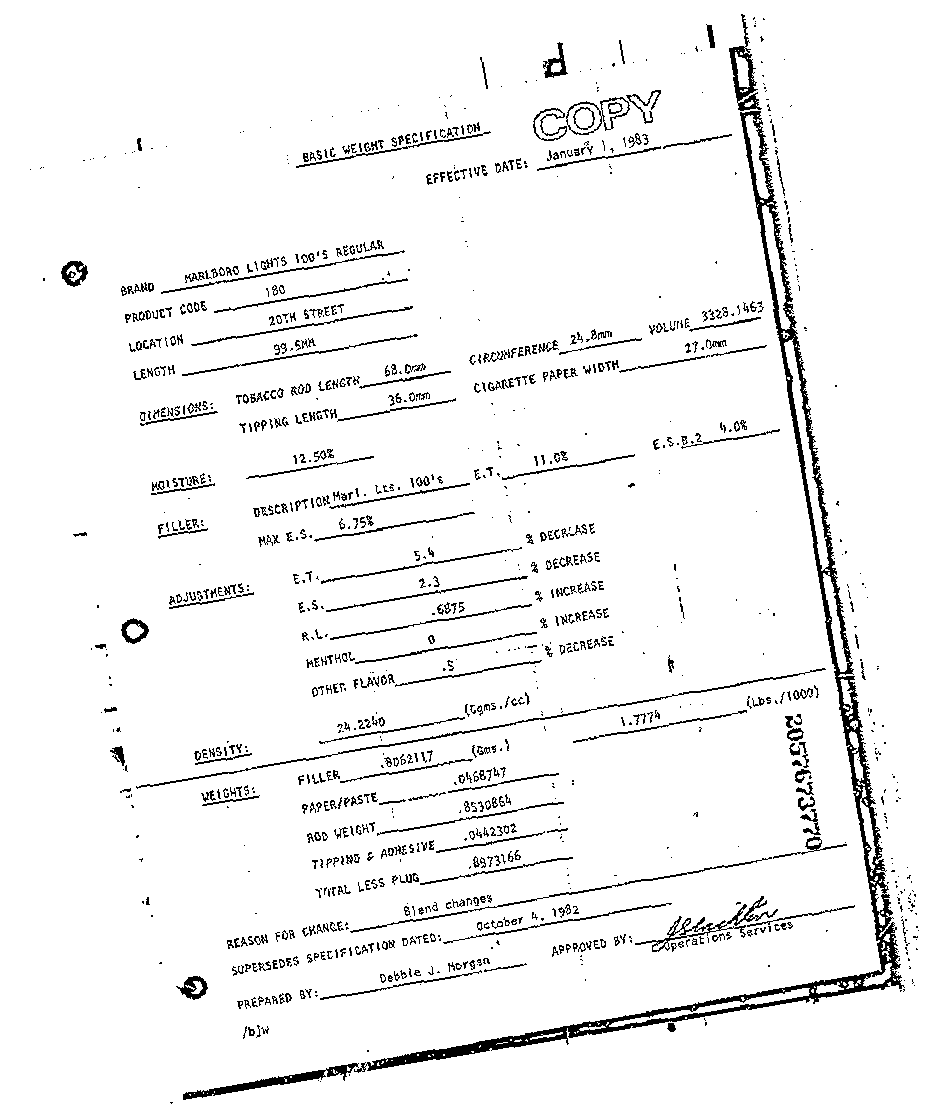 COPY
BASIC WEIGHT SPECIFICATION
EFFECTIVE DATE: January 1, 1983
BRAND MARLBORO LIGHTS 100'S REGULAR
PRODUCT CODE 180
LOCATION 20TH STREET
LENGTH 99.5MM
DIMENSIONS: TOBACCO ROD LENGTH 68.0mm CIRCUMFERENCE 24.8mm VOLUME 3328.1463
TIPPING LENGTH 36.0mm CIGARETTE PAPER WIDTH 27.0mm
MOISTURE: 12.50%
FILLER: DESCRIPTION Marl. Lts. 100's E.T. 11.0% E.S.B.2 4.0%
MAX E.S. 6.75%
ADJUSTMENTS: E.T. 5.4 % DECREASE
E.S. 2.3 % DECREASE
R.L. .6875 % INCREASE
MENTHOL 0 % INCREASE
OTHER FLAVOR .5 % DECREASE
DENSITY: 24.2240 (Cgms./cc)
WEIGHTS: FILLER .8062117 (Gms.) 1.7774 (Lbs./1000)
PAPER/PASTE .0468747
ROD WEIGHT .8530864
TIPPING & ADHESIVE .0442302
TOTAL LESS PLUG .8973166
REASON FOR CHANGE: Blend changes
SUPERSEDES SPECIFICATION DATED: October 4, 1982
PREPARED BY: Debbie J. Morgan APPROVED BY:
Operations Services
/bjw
2057673770